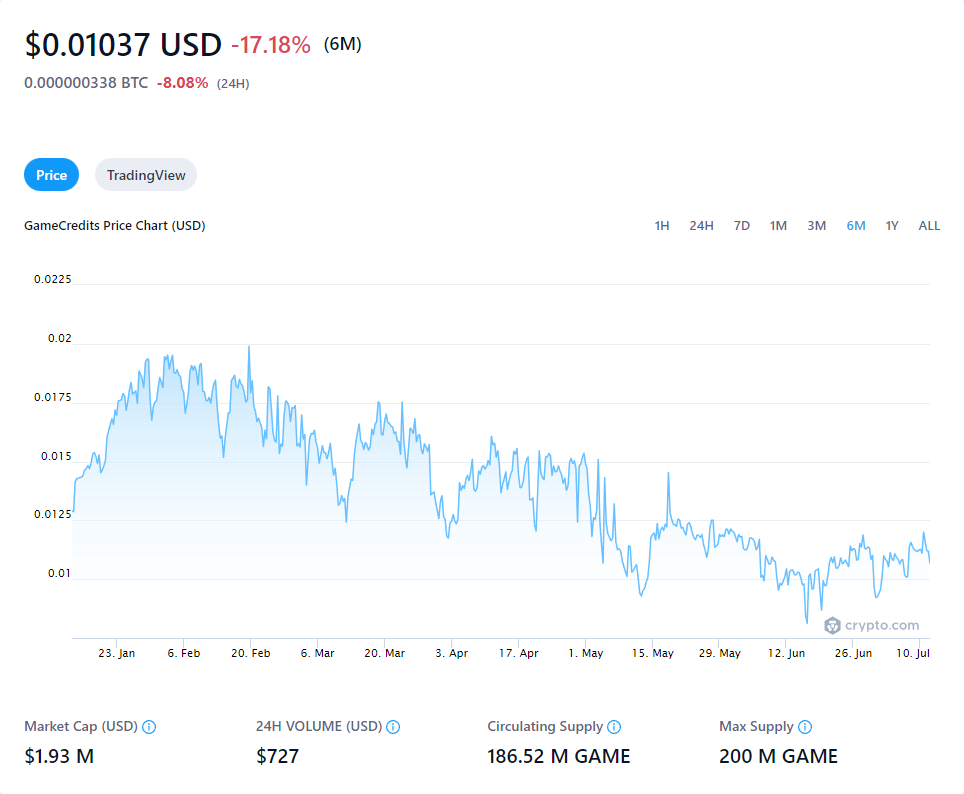 $0.01037 USD -17.18% (6M)
0.000000338 BTC -8.08% (24H)
Price TradingView
GameCredits Price Chart (USD) 1H 24H 7D 1M 3M 6M 1Y ALL
0.0225
0.02
0.0175
0.015
0.0125
0.01
crypto.com
23. Jan 6. Feb 20. Feb 6. Mar 20. Mar 3. Apr 17. Apr 1. May 15. May 29. May 12. Jun 26. Jun 10. Jul
Market Cap (USD) 24H VOLUME (USD) Circulating Supply Max Supply
$1.93 M $727 186.52 M GAME 200 M GAME